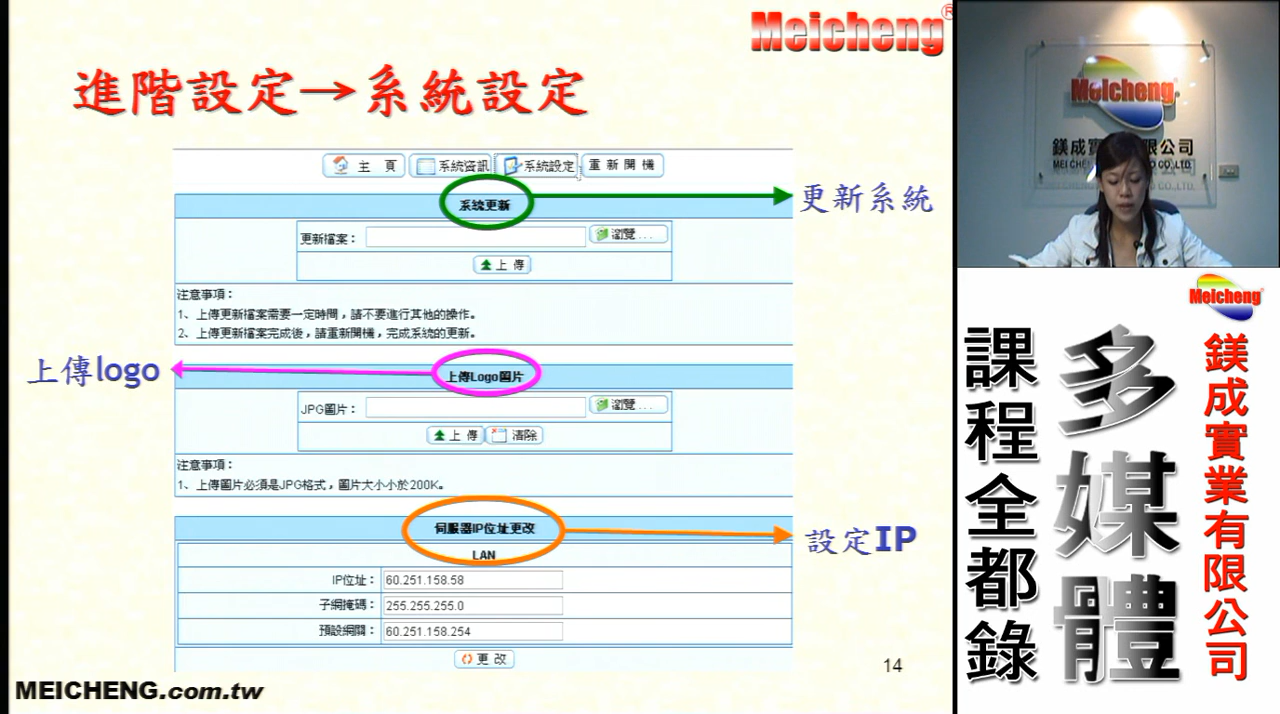 Meicheng®
進階設定→系統設定
主 頁 系統資訊 系統設定 重新開機
系統更新
更新系統
更新檔案：
瀏覽...
上傳
注意事項：
1、上傳更新檔案需要一定時間，請不要進行其他的操作。
2、上傳更新檔案完成後，請重新開機，完成系統的更新。
上傳logo
上傳Logo圖片
JPG圖片：
瀏覽...
上傳 清除
注意事項：
1、上傳圖片必須是JPG格式，圖片大小小於200K。
伺服器IP位址更改
設定IP
LAN
IP位址： 60.251.158.58
子網掩碼： 255.255.255.0
預設網關： 60.251.158.254
更改
14
MEICHENG.com.tw
Meicheng
Meicheng
鎂成實業有限公司
多媒體
課程全都錄